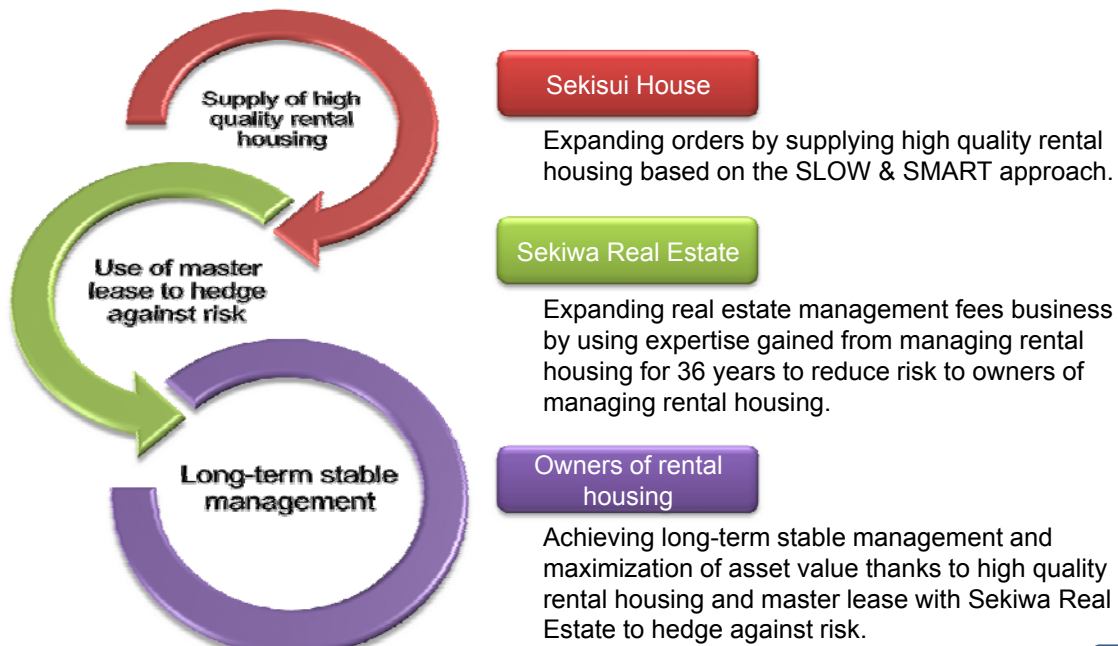 Supply of high
quality rental
housing
Sekisui House
Expanding orders by supplying high quality rental
housing based on the SLOW & SMART approach.
Use of master
lease to hedge
against risk
Sekiwa Real Estate
Expanding real estate management fees business
by using expertise gained from managing rental
housing for 36 years to reduce risk to owners of
managing rental housing.
Long-term stable
management
Owners of rental
housing
Achieving long-term stable management and
maximization of asset value thanks to high quality
rental housing and master lease with Sekiwa Real
Estate to hedge against risk.